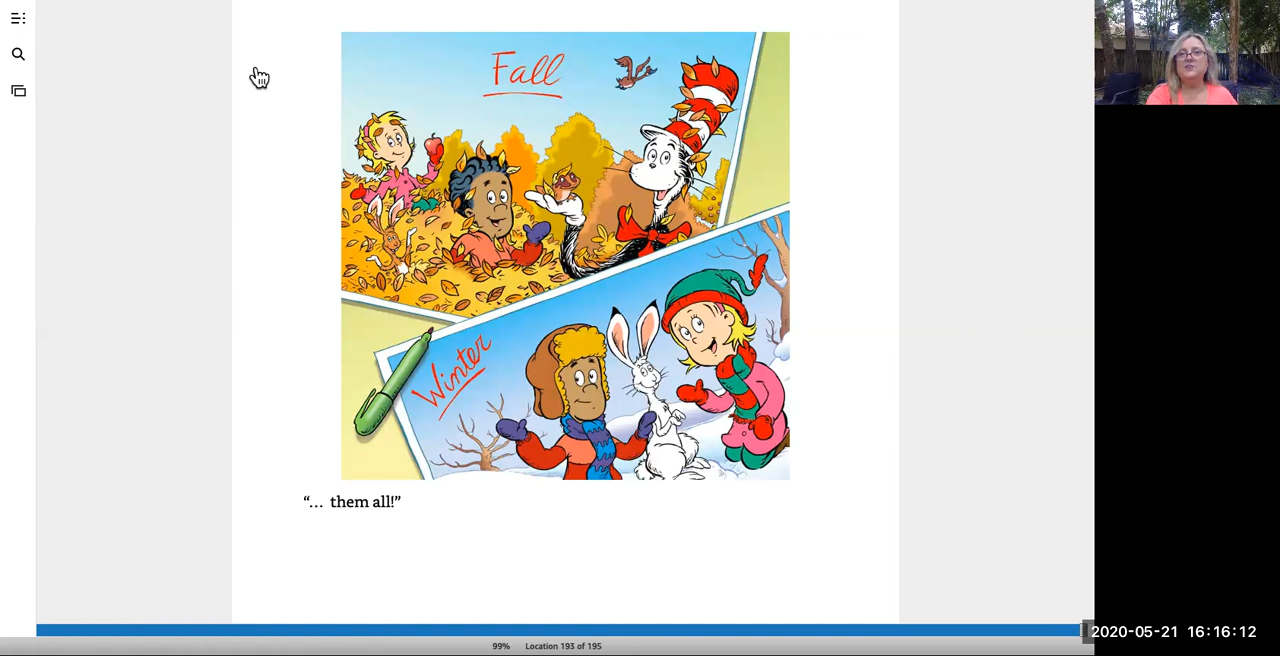 Fall
Winter
“… them all!”
99% Location 193 of 195
2020-05-21 16:16:12